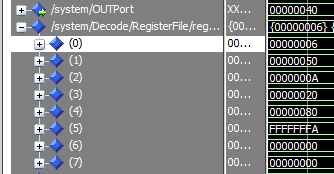 /system/OUTPort XX... 00000040
/system/Decode/RegisterFile/reg... {00... {00000006} {
(0) 00... 00000006
(1) 00... 00000050
(2) 00... 0000000A
(3) 00... 00000020
(4) 00... 00000080
(5) 00... FFFFFFFA
(6) 00... 00000000
(7) 00... 00000000